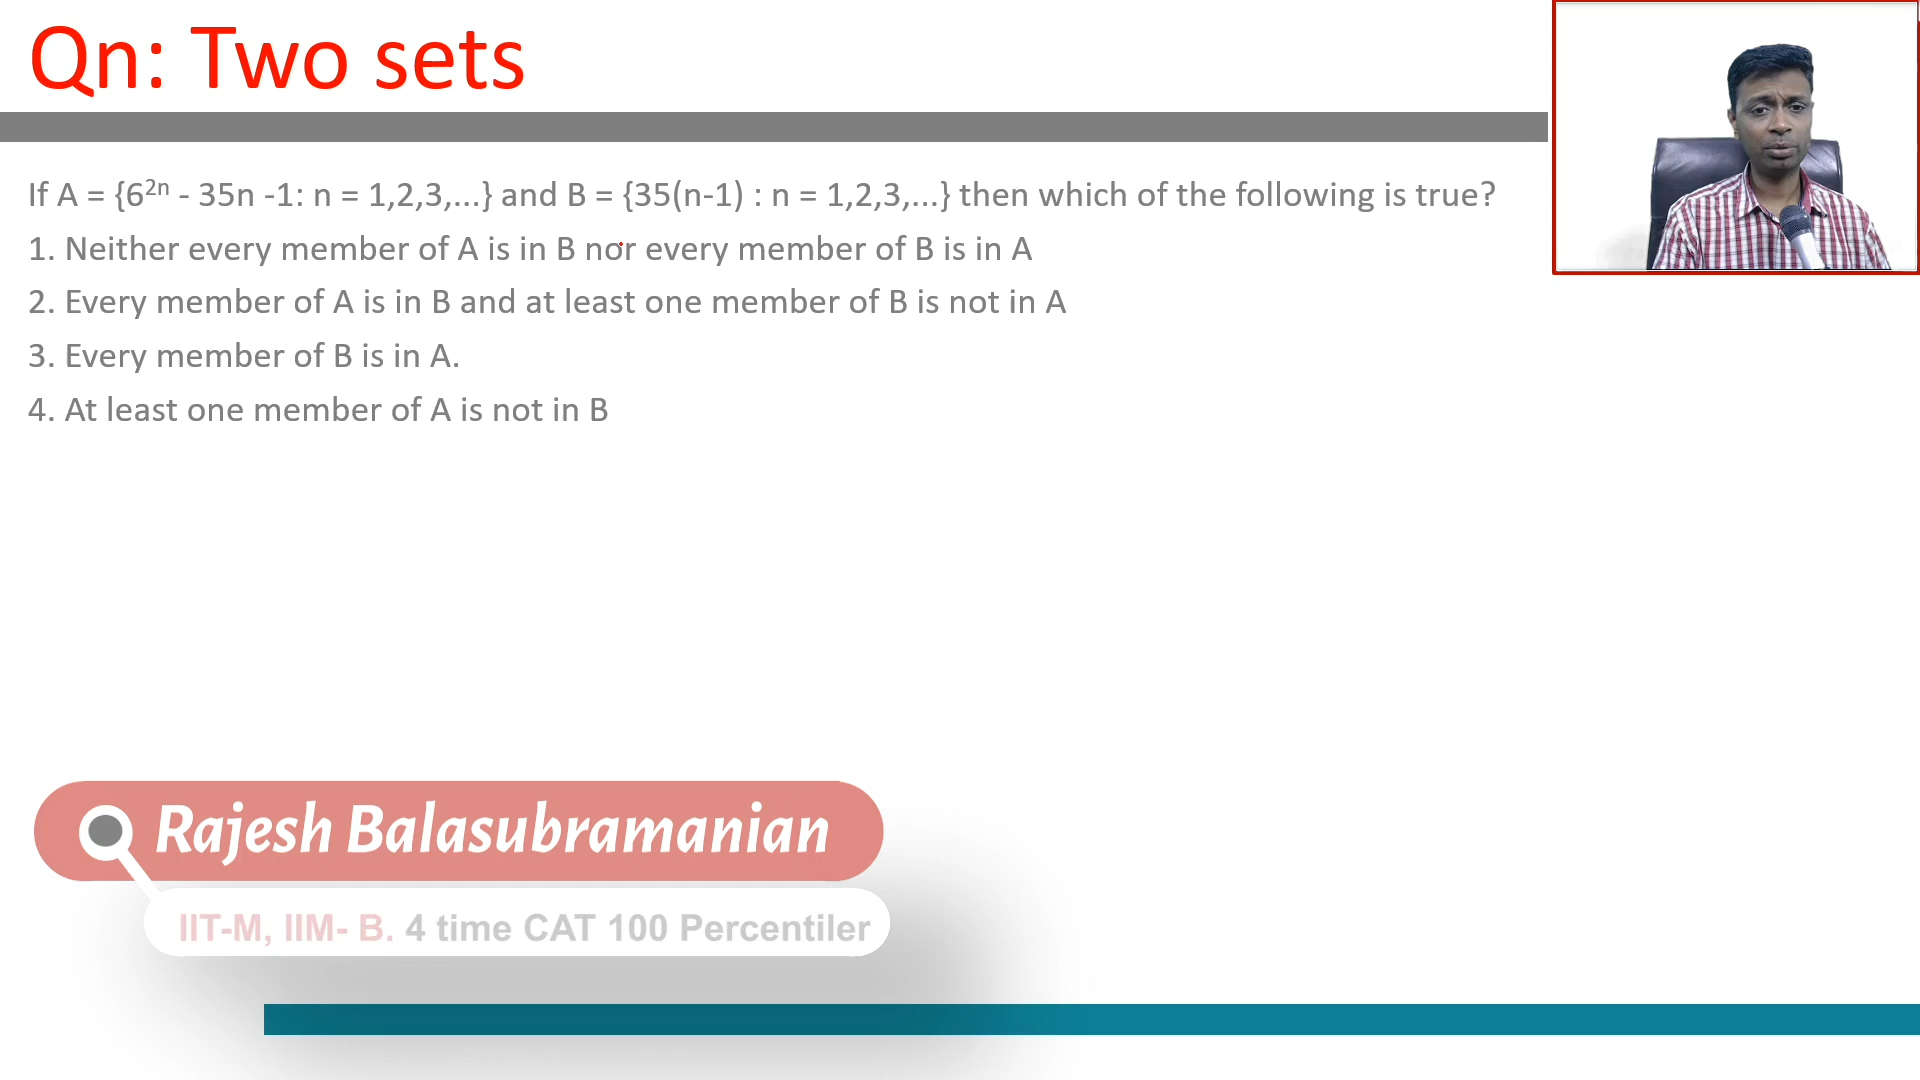 Qn: Two sets
If A = {6²ⁿ - 35n -1: n = 1,2,3,...} and B = {35(n-1) : n = 1,2,3,...} then which of the following is true?
1. Neither every member of A is in B nor every member of B is in A
2. Every member of A is in B and at least one member of B is not in A
3. Every member of B is in A.
4. At least one member of A is not in B
Rajesh Balasubramanian
IIT-M, IIM- B. 4 time CAT 100 Percentiler